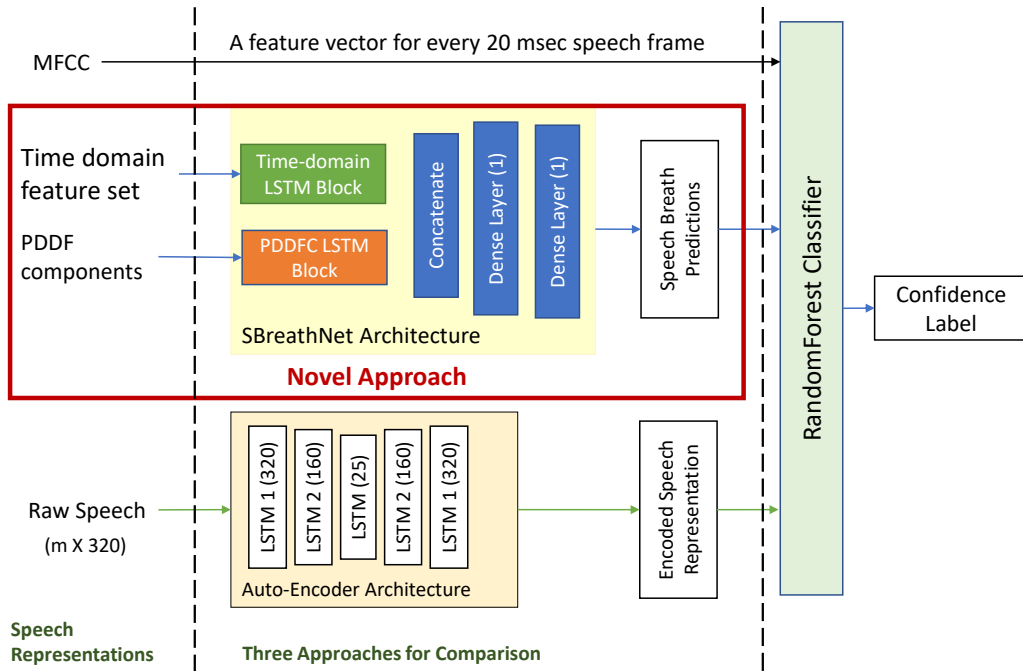 MFCC
A feature vector for every 20 msec speech frame
Time domain
feature set
PDDF
components
Time-domain
LSTM Block
PDDFC LSTM
Block
Concatenate
Dense Layer (1)
Dense Layer (1)
SBreathNet Architecture
Speech Breath
Predictions
Novel Approach
RandomForest Classifier
Confidence
Label
Raw Speech
(m X 320)
LSTM 1 (320)
LSTM 2 (160)
LSTM (25)
LSTM 2 (160)
LSTM 1 (320)
Auto-Encoder Architecture
Encoded Speech
Representation
Speech
Representations
Three Approaches for Comparison